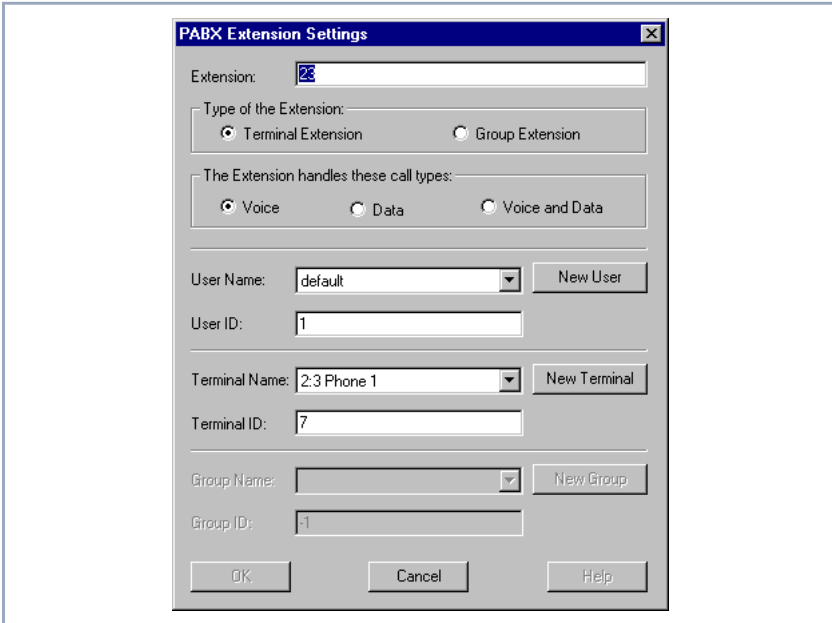 PABX Extension Settings
Extension: 23
Type of the Extension:
Terminal Extension Group Extension
The Extension handles these call types:
Voice Data Voice and Data
User Name: default New User
User ID: 1
Terminal Name: 2:3 Phone 1 New Terminal
Terminal ID: 7
Group Name: New Group
Group ID: -1
OK Cancel Help